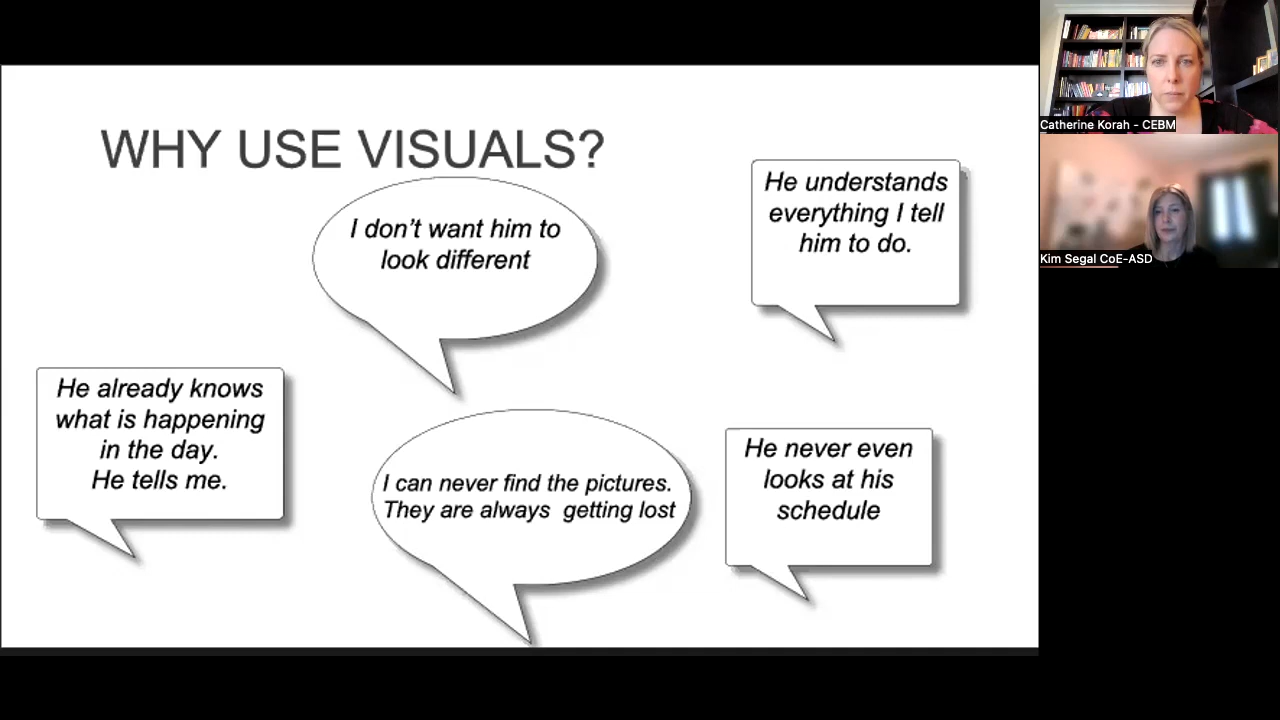 WHY USE VISUALS?
I don’t want him to
look different
He understands
everything I tell
him to do.
He already knows
what is happening
in the day.
He tells me.
I can never find the pictures.
They are always  getting lost
He never even
looks at his
schedule
Catherine Korah - CEBM
Kim Segal CoE-ASD